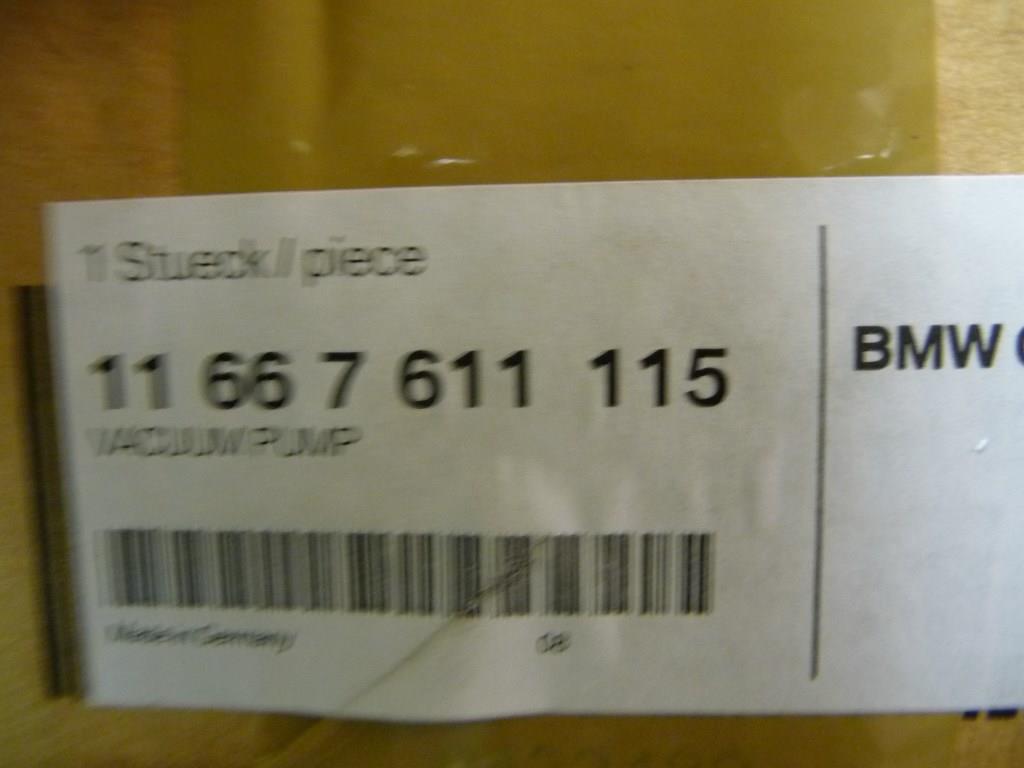 1 Stueck / piece
11 66 7 611 115
VACUUM PUMP
Made in Germany
08
BMW